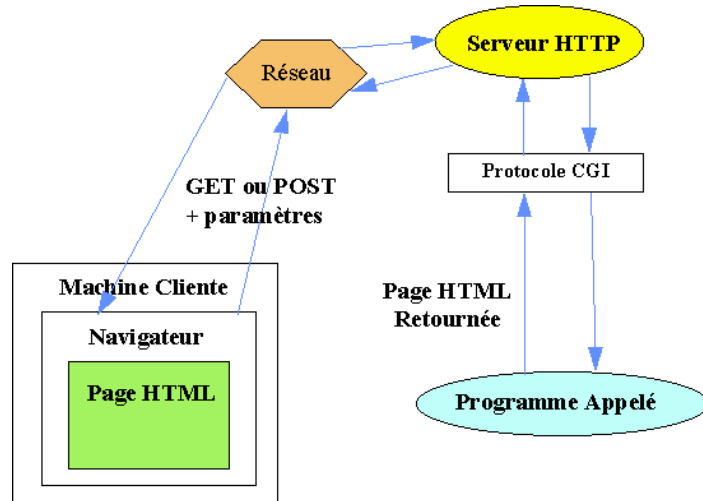 Serveur HTTP
Réseau
Protocole CGI
GET ou POST
+ paramètres
Machine Cliente
Navigateur
Page HTML
Page HTML
Retournée
Programme Appelé